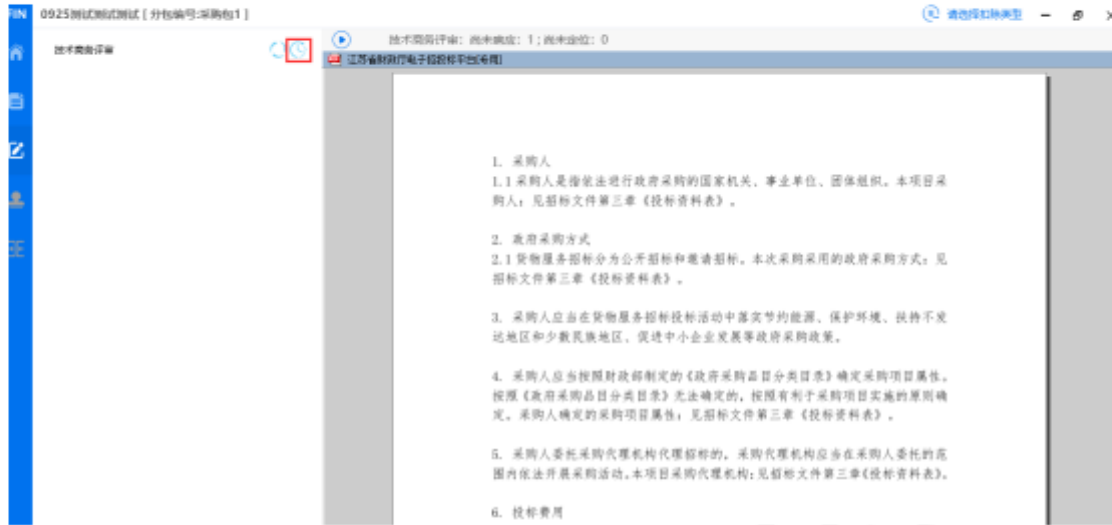 0925测试测试测试 [ 分包编号:采购包1 ]
请选择扣除类型
技术商务评审
技术商务评审：尚未响应：1；尚未定位：0
江苏省财政厅电子招投标平台[专用]
1. 采购人
1.1 采购人是指依法进行政府采购的国家机关、事业单位、团体组织。本项目采
购人：见招标文件第三章《投标资料表》。
2. 政府采购方式
2.1 货物服务招标分为公开招标和邀请招标。本次采购采用的政府采购方式：见
招标文件第三章《投标资料表》。
3. 采购人应当在货物服务招标投标活动中落实节约能源、保护环境、扶持不发
达地区和少数民族地区、促进中小企业发展等政府采购政策。
4. 采购人应当按照财政部制定的《政府采购品目分类目录》确定采购项目属性。
按照《政府采购品目分类目录》无法确定的，按照有利于采购项目实施的原则确
定。采购人确定的采购项目属性：见招标文件第三章《投标资料表》。
5. 采购人委托采购代理机构代理招标的，采购代理机构应当在采购人委托的范
围内依法开展采购活动。本项目采购代理机构：见招标文件第三章《投标资料表》。
6. 投标费用